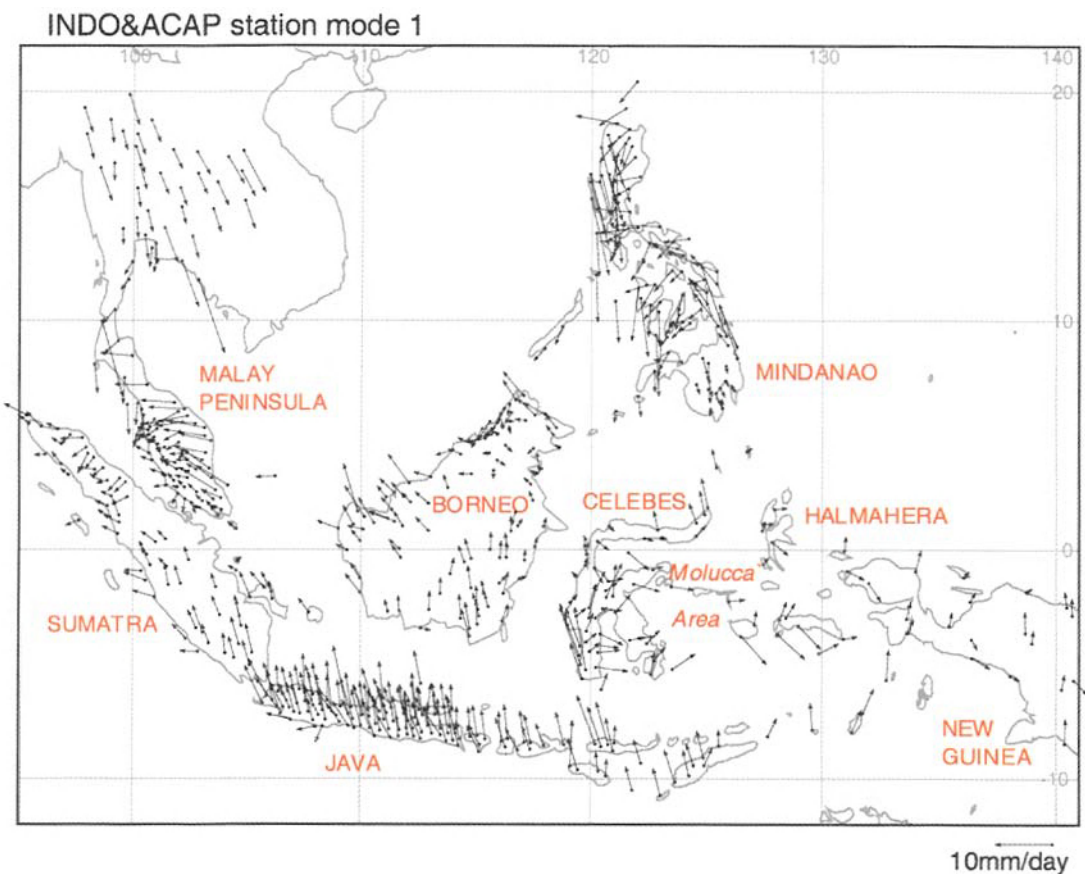 INDO&ACAP station mode 1
100 110 120 130 140
20
10
MALAY
PENINSULA
MINDANAO
BORNEO
CELEBES
HALMAHERA
0
Molucca
Area
SUMATRA
NEW
GUINEA
JAVA
-10
10mm/day